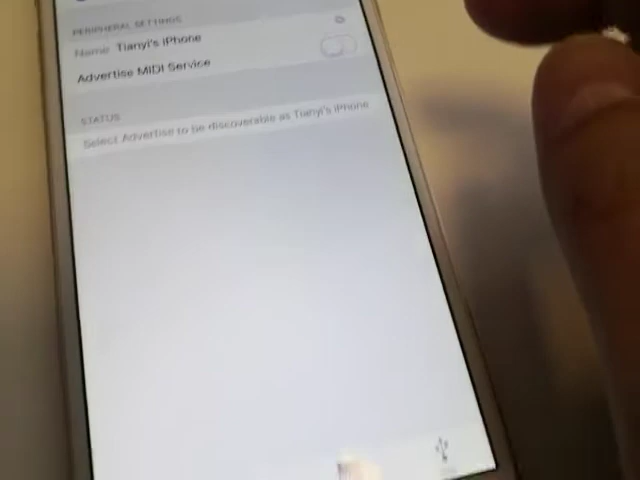 PERIPHERAL SETTINGS
Name Tianyi's iPhone
Advertise MIDI Service
STATUS
Select Advertise to be discoverable as Tianyi's iPhone